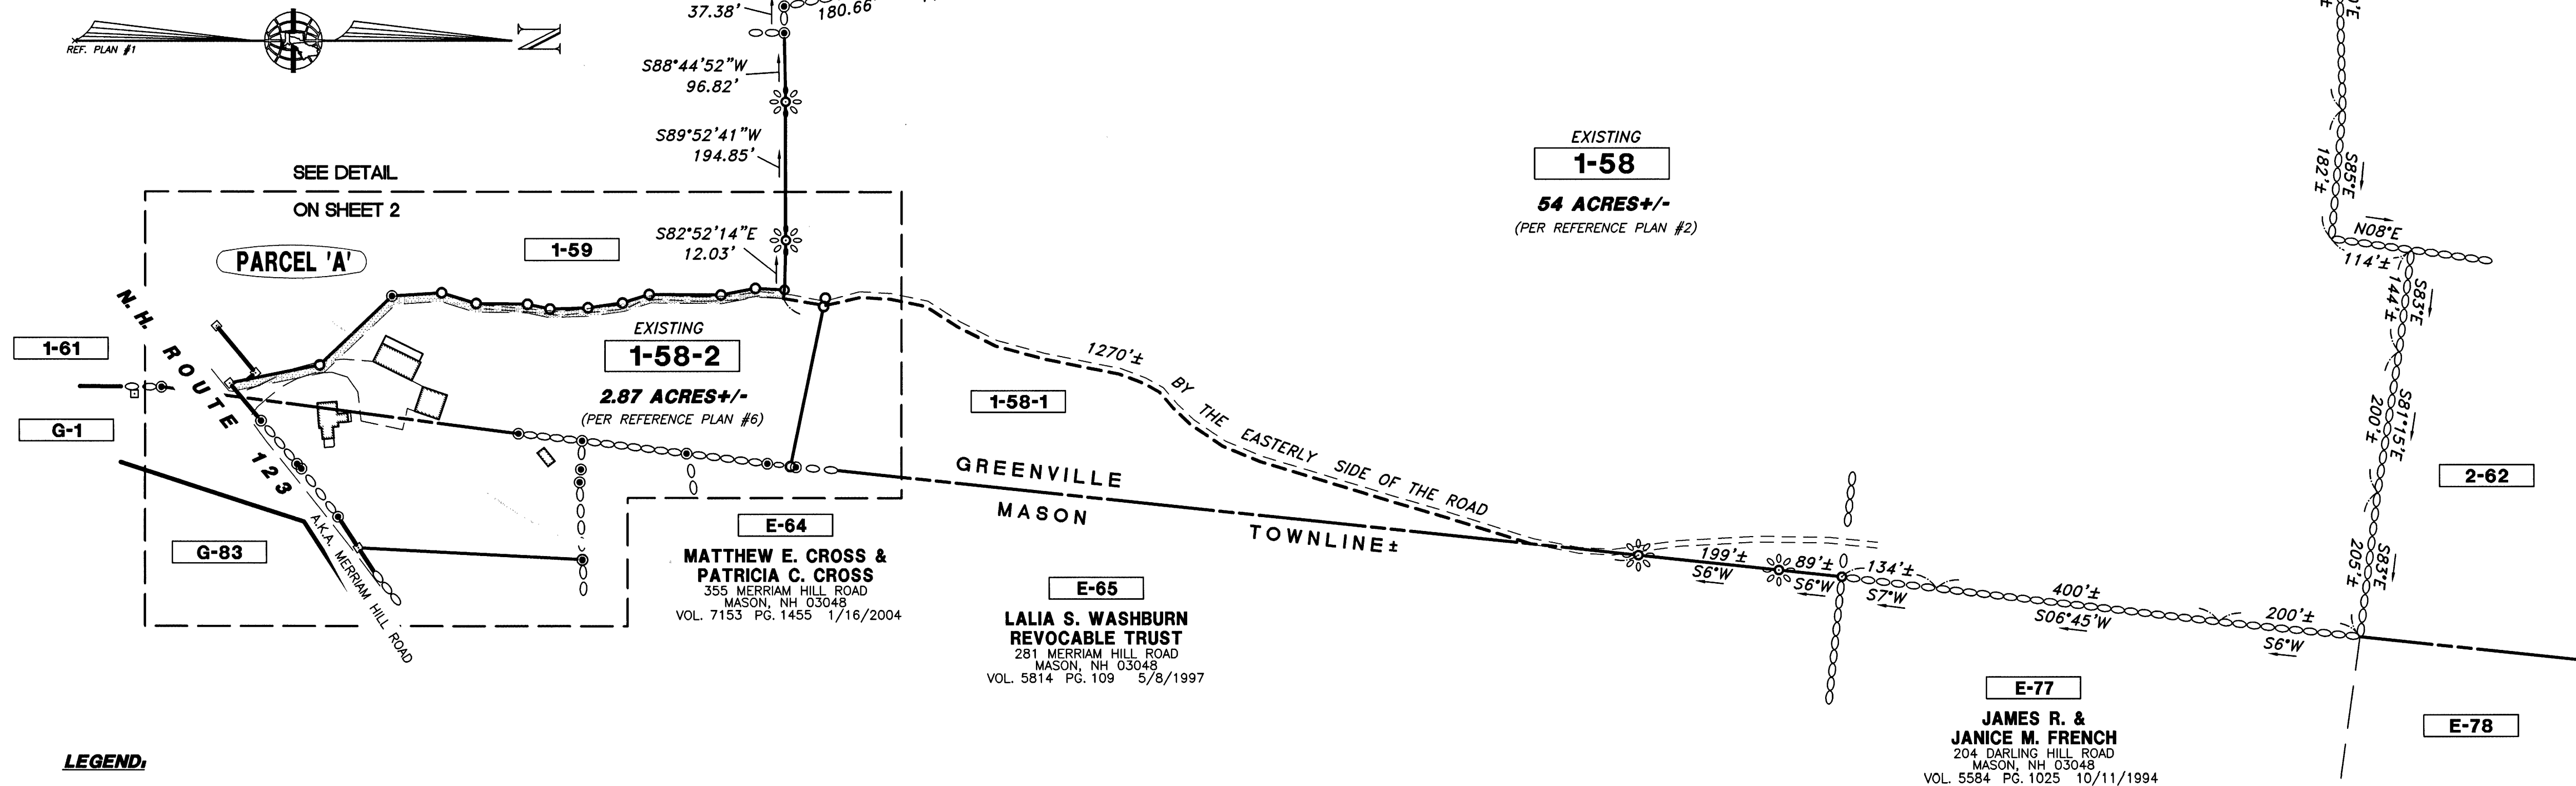 REF. PLAN #1
N
37.38'
180.66'
S88°44'52"W
96.82'
S89°52'41"W
194.85'
SEE DETAIL
ON SHEET 2
S82°52'14"E
12.03'
PARCEL 'A'
1-59
N.H. ROUTE 123
A.K.A. MERRIAM HILL ROAD
1-61
G-1
G-83
EXISTING
1-58-2
2.87 ACRES+/-
(PER REFERENCE PLAN #6)
EXISTING
1-58
54 ACRES+/-
(PER REFERENCE PLAN #2)
1270'±
BY THE EASTERLY SIDE OF THE ROAD
1-58-1
GREENVILLE
MASON
TOWNLINE±
E-64
MATTHEW E. CROSS &
PATRICIA C. CROSS
355 MERRIAM HILL ROAD
MASON, NH 03048
VOL. 7153 PG. 1455 1/16/2004
E-65
LALIA S. WASHBURN
REVOCABLE TRUST
281 MERRIAM HILL ROAD
MASON, NH 03048
VOL. 5814 PG. 109 5/8/1997
199'±
S6°W
89'±
S6°W
134'±
S7°W
400'±
S06°45'W
200'±
S6°W
S85°E
182'±
N08°E
114'±
S83°E
144'±
S81°15'E
200'±
S83°E
205'±
2-62
E-77
JAMES R. &
JANICE M. FRENCH
204 DARLING HILL ROAD
MASON, NH 03048
VOL. 5584 PG. 1025 10/11/1994
E-78
LEGEND: